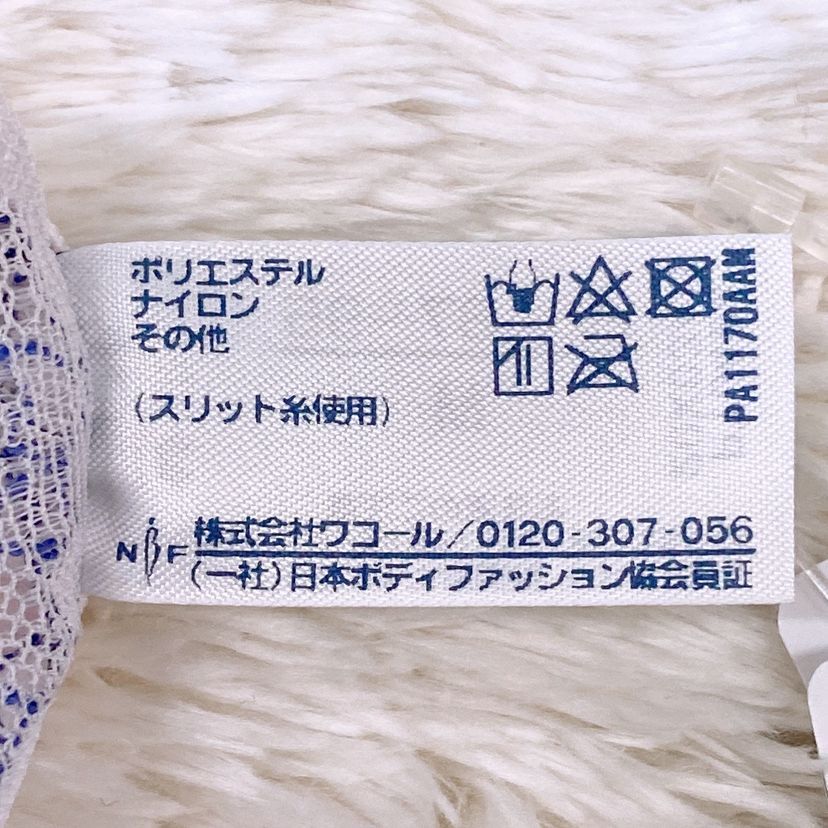 ポリエステル
ナイロン
その他
(スリット糸使用)
PA1170AAM
NBF
株式会社ワコール/0120-307-056
(一社)日本ボディファッション協会員証